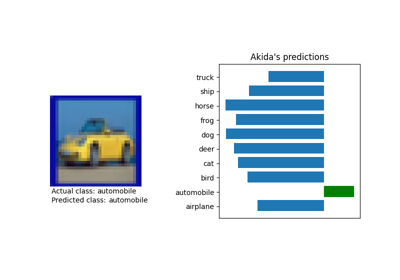 Akida's predictions
truck
ship
horse
frog
dog
deer
cat
bird
automobile
airplane
Actual class: automobile
Predicted class: automobile